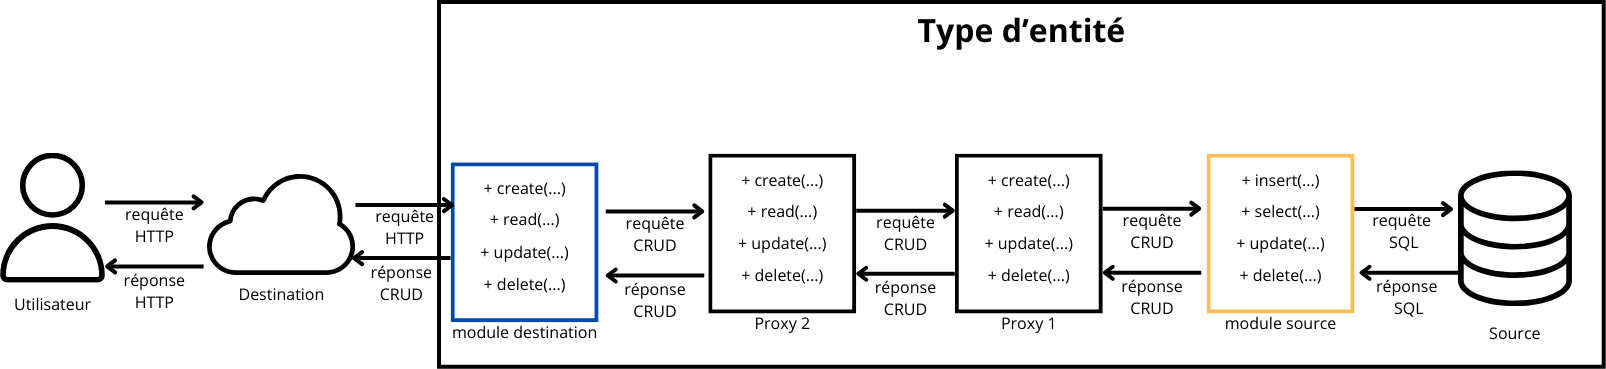 Type d’entité
requête
HTTP
réponse
HTTP
Utilisateur
Destination
requête
HTTP
réponse
CRUD
+ create(...)
+ read(...)
+ update(...)
+ delete(...)
module destination
requête
CRUD
réponse
CRUD
+ create(...)
+ read(...)
+ update(...)
+ delete(...)
Proxy 2
requête
CRUD
réponse
CRUD
+ create(...)
+ read(...)
+ update(...)
+ delete(...)
Proxy 1
requête
CRUD
réponse
CRUD
+ insert(...)
+ select(...)
+ update(...)
+ delete(...)
module source
requête
SQL
réponse
SQL
Source